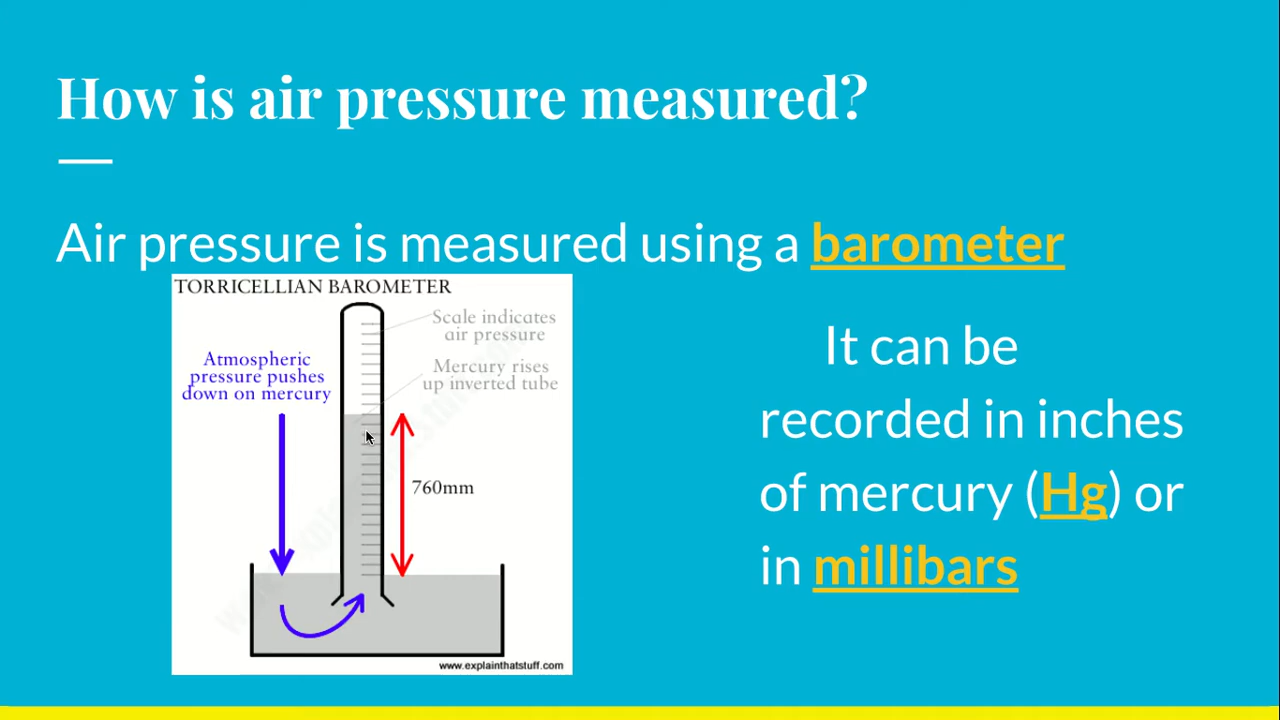 How is air pressure measured?
Air pressure is measured using a barometer
TORRICELLIAN BAROMETER
Scale indicates
air pressure
Atmospheric
pressure pushes
down on mercury
Mercury rises
up inverted tube
760mm
www.explainthatstuff.com
It can be
recorded in inches
of mercury (Hg) or
in millibars